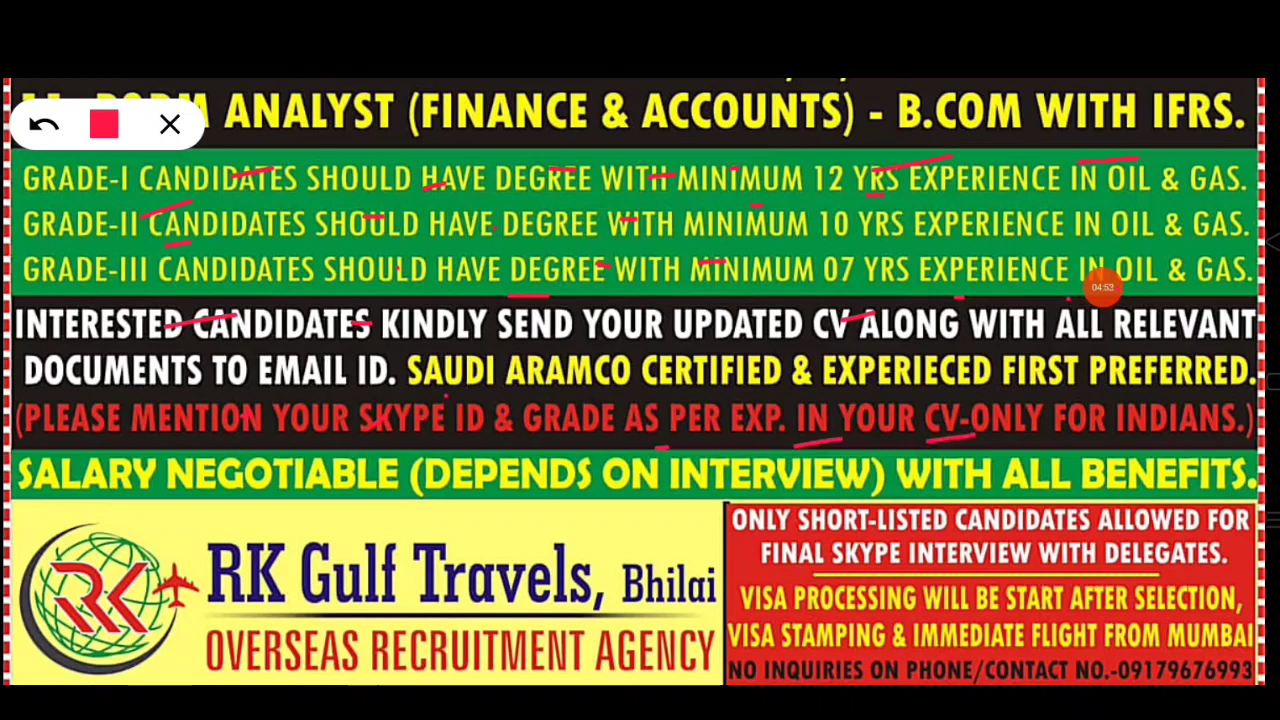 ANALYST (FINANCE & ACCOUNTS) - B.COM WITH IFRS.
GRADE-I CANDIDATES SHOULD HAVE DEGREE WITH MINIMUM 12 YRS EXPERIENCE IN OIL & GAS.
GRADE-II CANDIDATES SHOULD HAVE DEGREE WITH MINIMUM 10 YRS EXPERIENCE IN OIL & GAS.
GRADE-III CANDIDATES SHOULD HAVE DEGREE WITH MINIMUM 07 YRS EXPERIENCE IN OIL & GAS.
04:52
INTERESTED CANDIDATES KINDLY SEND YOUR UPDATED CV ALONG WITH ALL RELEVANT
DOCUMENTS TO EMAIL ID. SAUDI ARAMCO CERTIFIED & EXPERIECED FIRST PREFERRED.
(PLEASE MENTION YOUR SKYPE ID & GRADE AS PER EXP. IN YOUR CV-ONLY FOR INDIANS.)
SALARY NEGOTIABLE (DEPENDS ON INTERVIEW) WITH ALL BENEFITS.
RK
RK Gulf Travels, Bhilai
OVERSEAS RECRUITMENT AGENCY
ONLY SHORT-LISTED CANDIDATES ALLOWED FOR
FINAL SKYPE INTERVIEW WITH DELEGATES.
VISA PROCESSING WILL BE START AFTER SELECTION,
VISA STAMPING & IMMEDIATE FLIGHT FROM MUMBAI
NO INQUIRIES ON PHONE/CONTACT NO.-09179676993